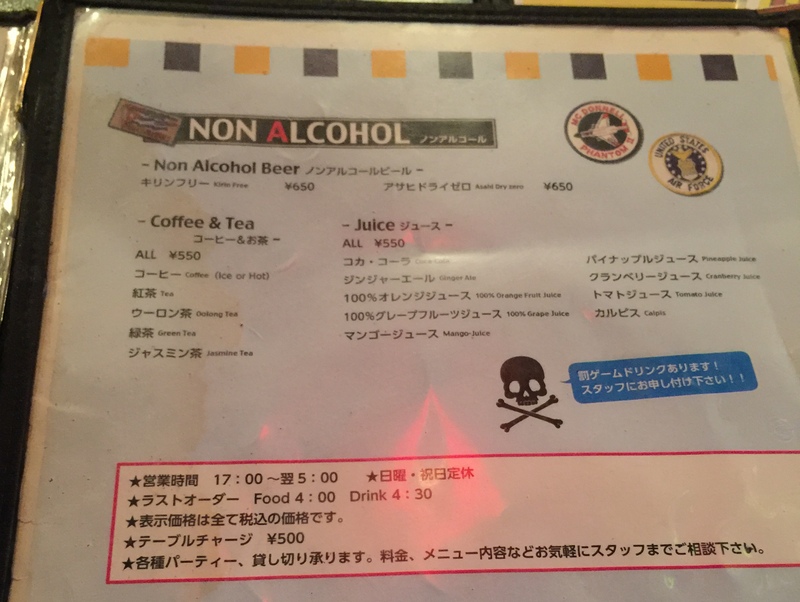 NON ALCOHOL ノンアルコール
McDONNELL
PHANTOM II
UNITED STATES
AIR FORCE
- Non Alcohol Beer ノンアルコールビール -
キリンフリー Kirin Free ¥650 アサヒドライゼロ Asahi Dry zero ¥650
- Coffee & Tea
コーヒー&お茶 -
ALL ¥550
コーヒー Coffee (Ice or Hot)
紅茶 Tea
ウーロン茶 Oolong Tea
緑茶 Green Tea
ジャスミン茶 Jasmine Tea
- Juice ジュース -
ALL ¥550
コカ・コーラ Coca Cola
ジンジャーエール Ginger Ale
100%オレンジジュース 100% Orange Fruit Juice
100%グレープフルーツジュース 100% Grape Juice
マンゴージュース Mango-Juice
パイナップルジュース Pineapple Juice
クランベリージュース Cranberry Juice
トマトジュース Tomato Juice
カルピス Calpis
罰ゲームドリンクあります!
スタッフにお申し付け下さい!!
★営業時間 17:00~翌5:00 ★日曜・祝日定休
★ラストオーダー Food 4:00 Drink 4:30
★表示価格は全て税込の価格です。
★テーブルチャージ ¥500
★各種パーティー、貸し切り承ります。料金、メニュー内容などお気軽にスタッフまでご相談下さい。